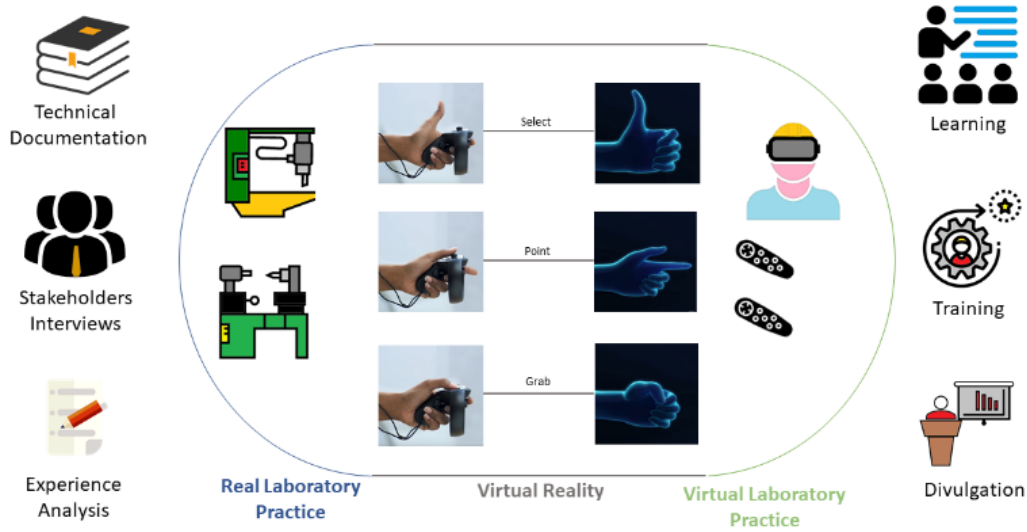 Technical
Documentation
Stakeholders
Interviews
Experience
Analysis
Select
Point
Grab
Real Laboratory
Practice
Virtual Reality
Virtual Laboratory
Practice
Learning
Training
Divulgation